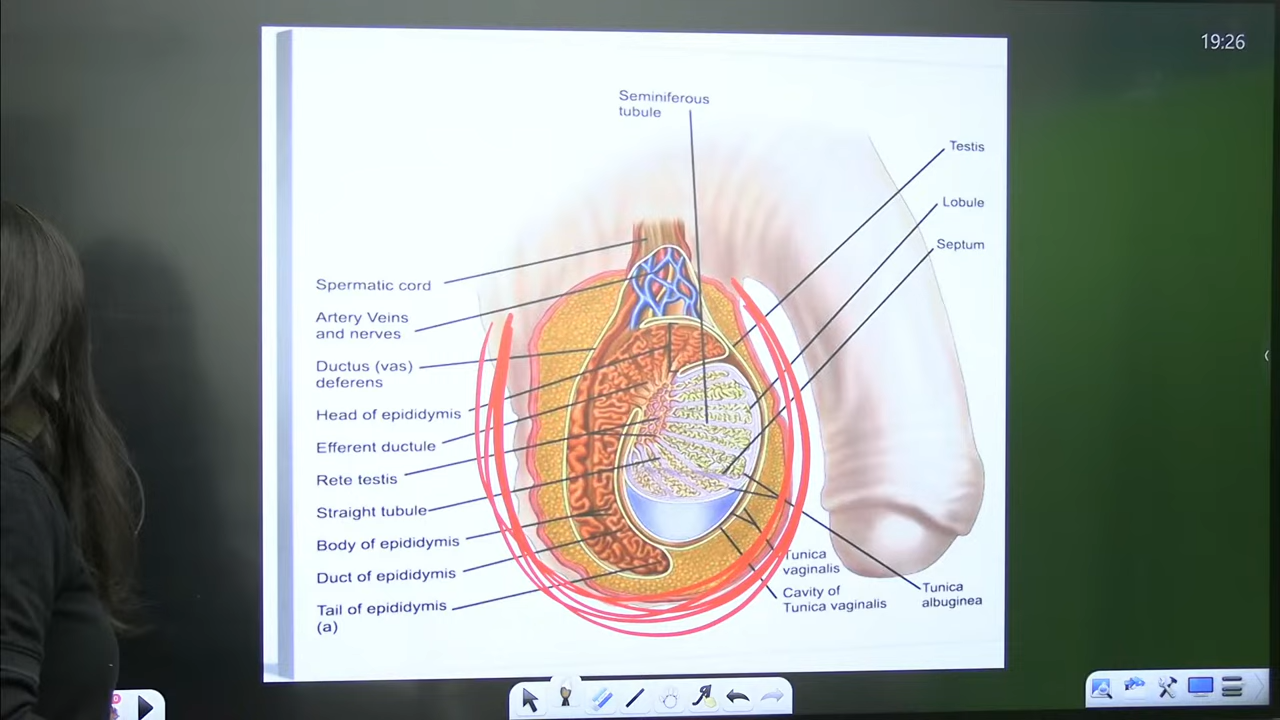 19:26
Seminiferous
tubule
Testis
Lobule
Septum
Spermatic cord
Artery Veins
and nerves
Ductus (vas)
deferens
Head of epididymis
Efferent ductule
Rete testis
Straight tubule
Body of epididymis
Duct of epididymis
Tail of epididymis
(a)
Tunica
vaginalis
Cavity of
Tunica vaginalis
Tunica
albuginea